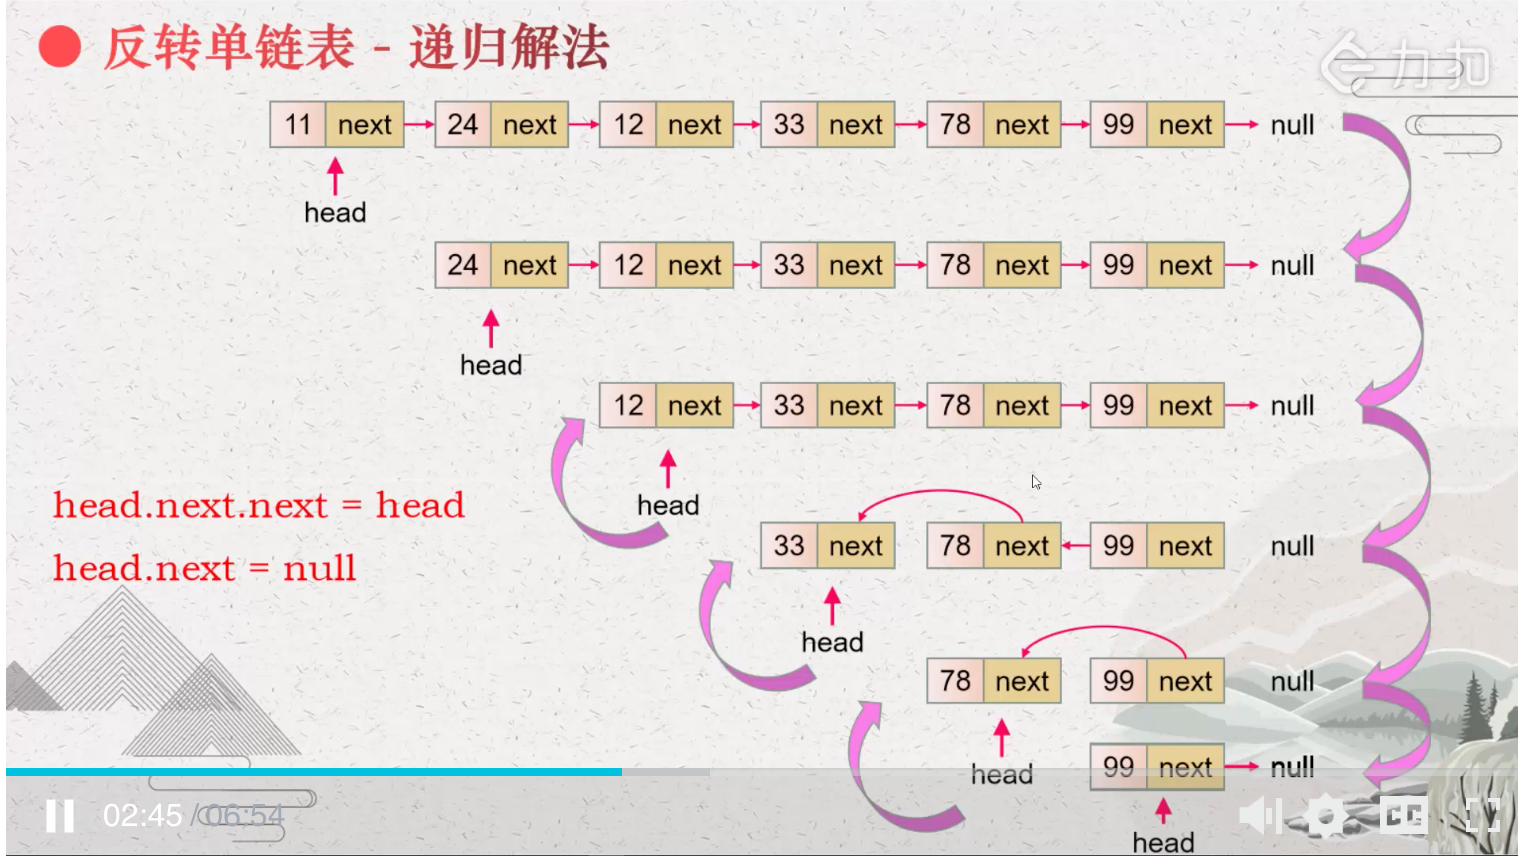 反转单链表 - 递归解法
力扣
11 next 24 next 12 next 33 next 78 next 99 next null
head
24 next 12 next 33 next 78 next 99 next null
head
12 next 33 next 78 next 99 next null
head
head.next.next = head
33 next 78 next 99 next null
head.next = null
head
78 next 99 next null
head
99 next null
02:45 / 06:54
CC
head